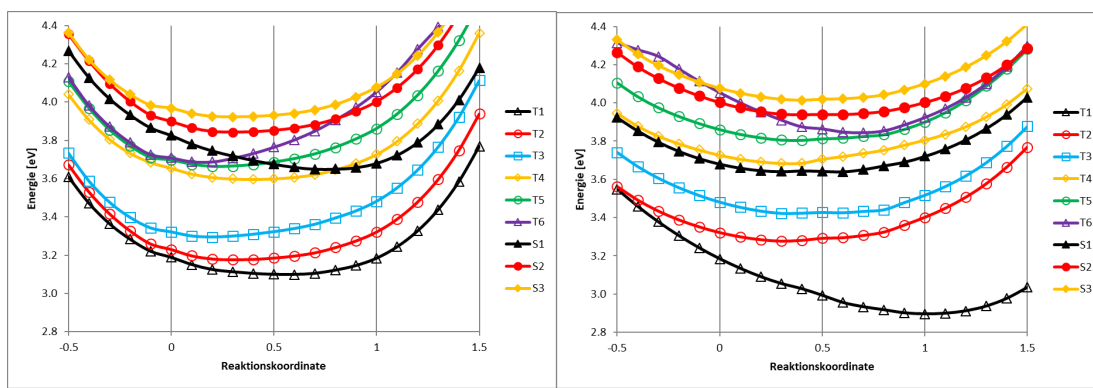 4.4
4.2
4.0
3.8
3.6
3.4
3.2
3.0
2.8
Energie [eV]
-0.5 0 0.5 1 1.5
Reaktionskoordinate
T1
T2
T3
T4
T5
T6
S1
S2
S3
4.4
4.2
4.0
3.8
3.6
3.4
3.2
3.0
2.8
Energie [eV]
-0.5 0 0.5 1 1.5
Reaktionskoordinate
T1
T2
T3
T4
T5
T6
S1
S2
S3